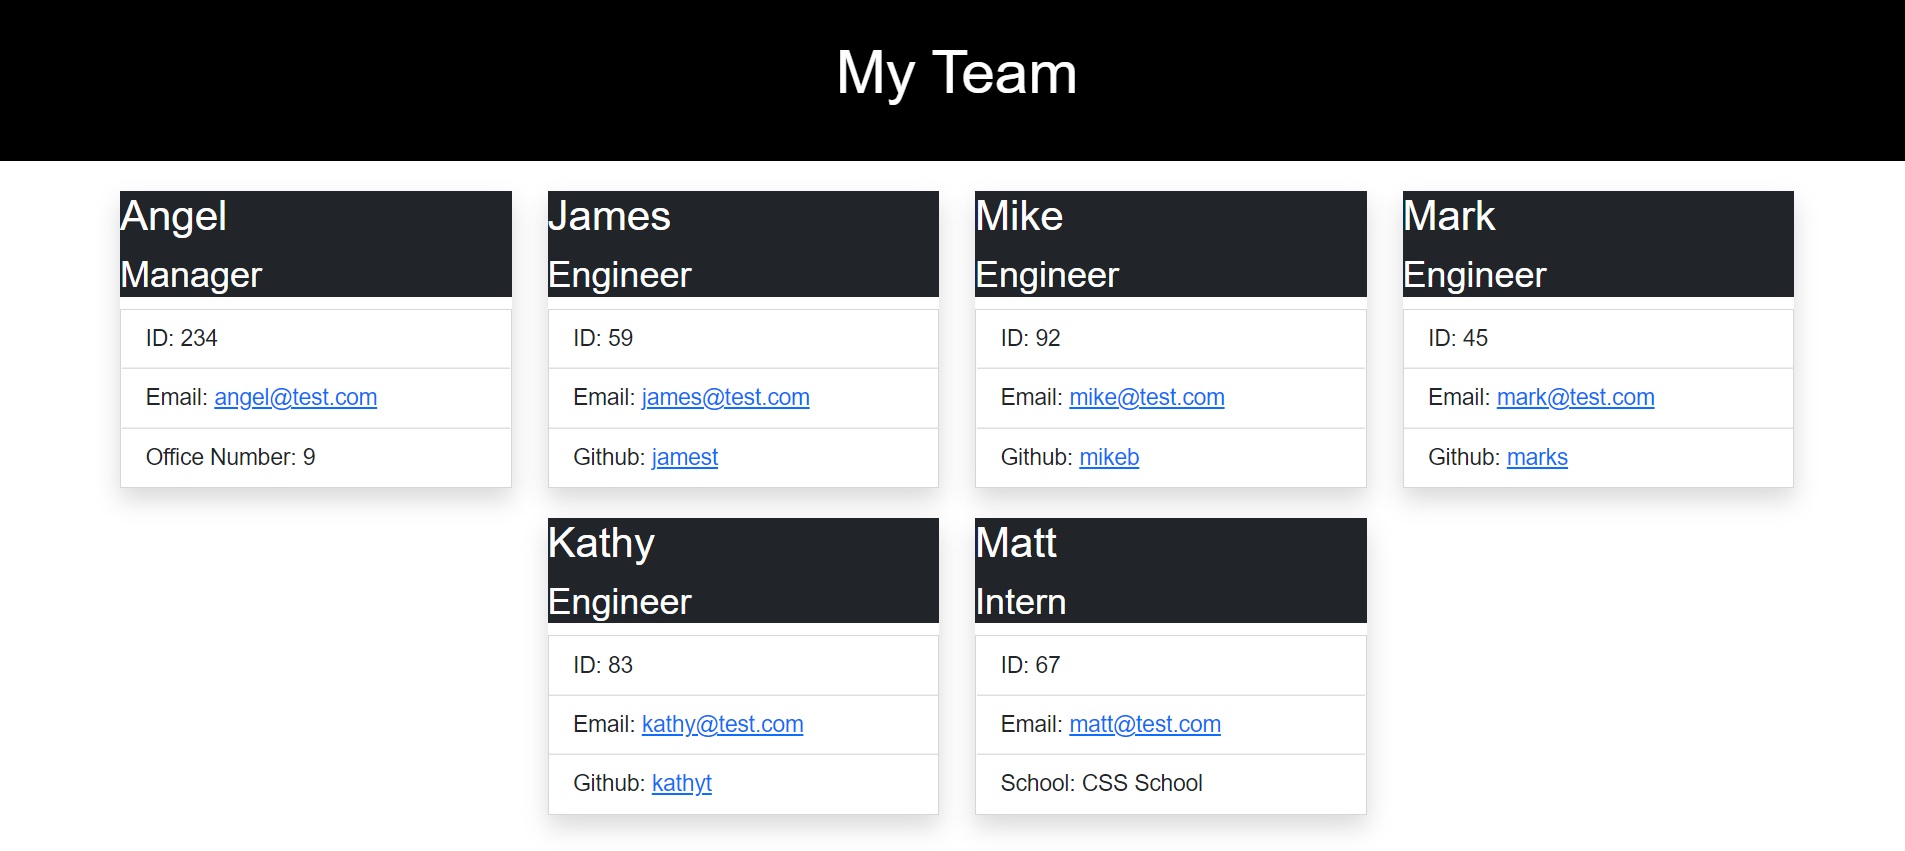 My Team
Angel
Manager
ID: 234
Email: angel@test.com
Office Number: 9
James
Engineer
ID: 59
Email: james@test.com
Github: jamest
Mike
Engineer
ID: 92
Email: mike@test.com
Github: mikeb
Mark
Engineer
ID: 45
Email: mark@test.com
Github: marks
Kathy
Engineer
ID: 83
Email: kathy@test.com
Github: kathyt
Matt
Intern
ID: 67
Email: matt@test.com
School: CSS School